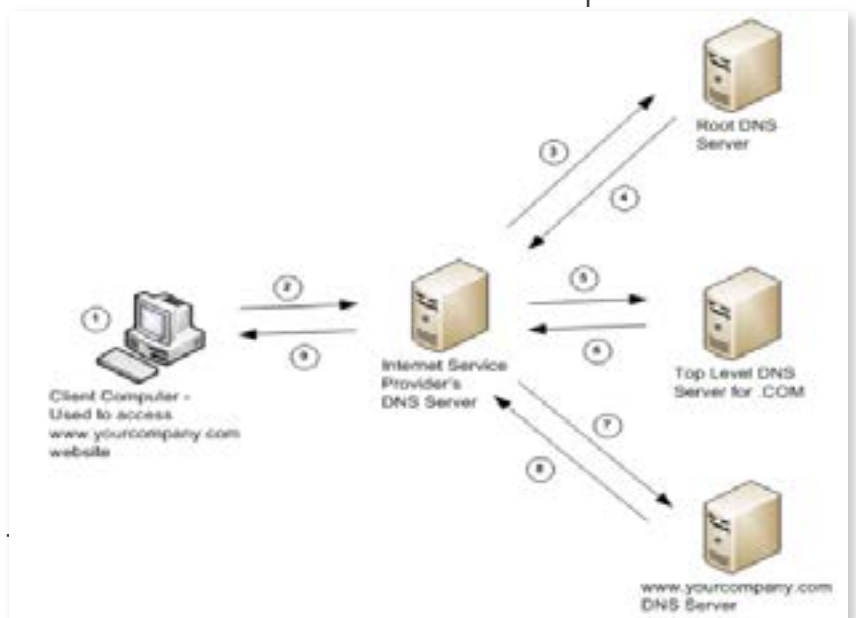 Root DNS
Server
3
4
2
5
1
9
6
Internet Service
Provider's
DNS Server
Top Level DNS
Server for .COM
Client Computer -
Used to access
www.yourcompany.com
website
7
8
www.yourcompany.com
DNS Server